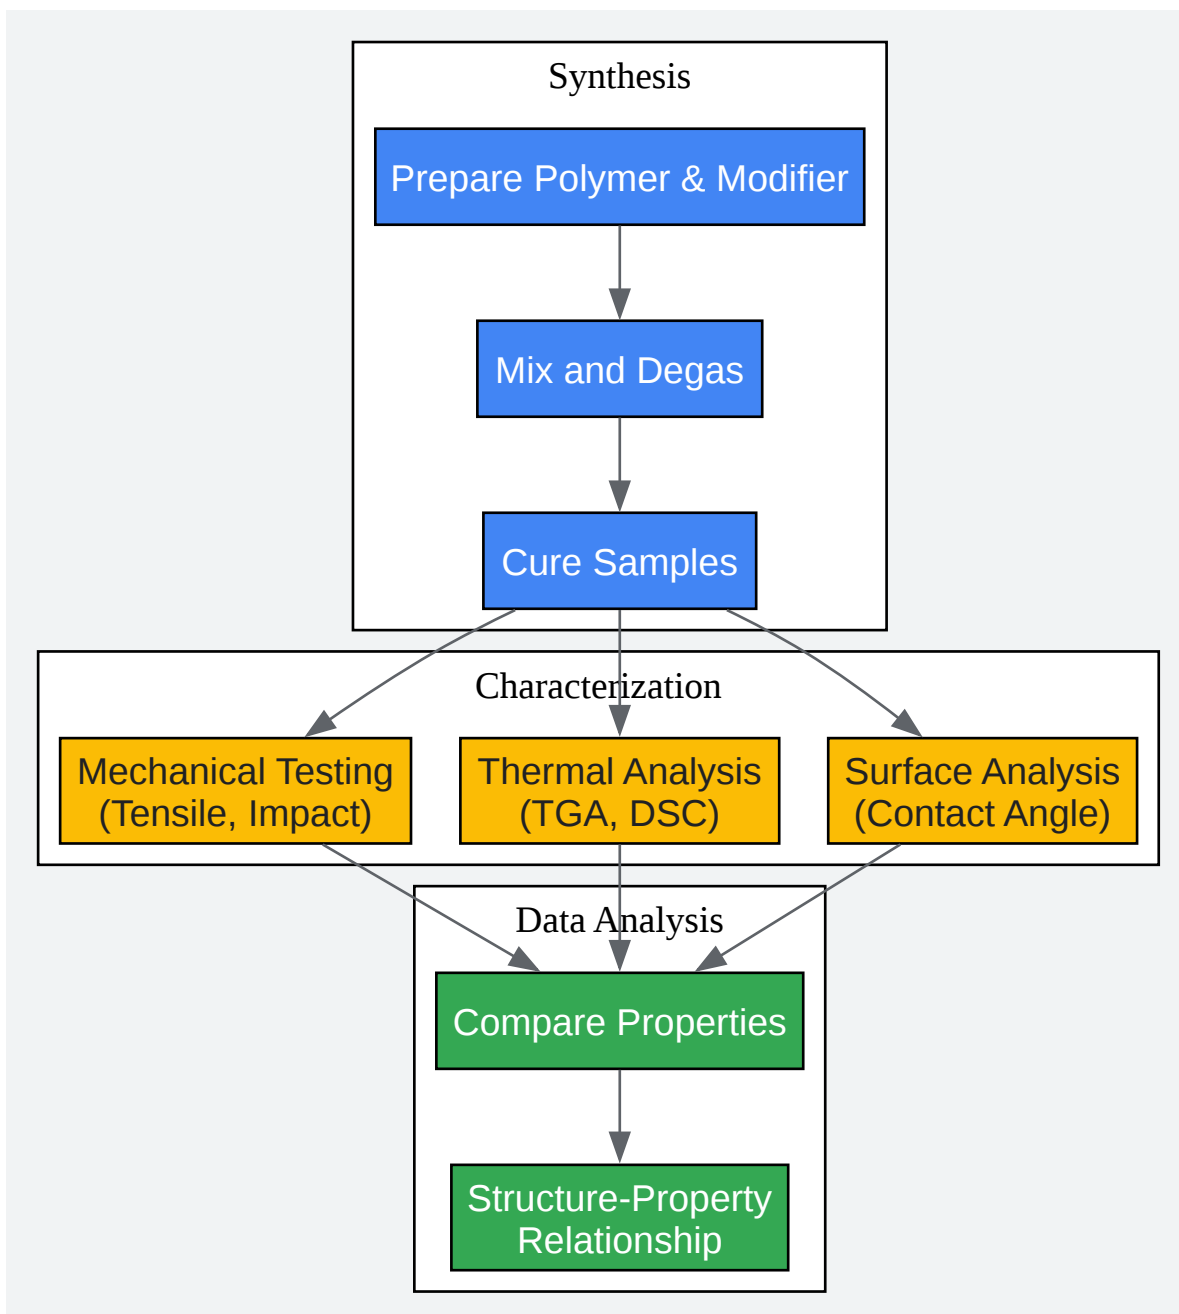 Synthesis
Prepare Polymer & Modifier
Mix and Degas
Cure Samples
Characterization
Mechanical Testing
(Tensile, Impact)
Thermal Analysis
(TGA, DSC)
Surface Analysis
(Contact Angle)
Data Analysis
Compare Properties
Structure-Property
Relationship